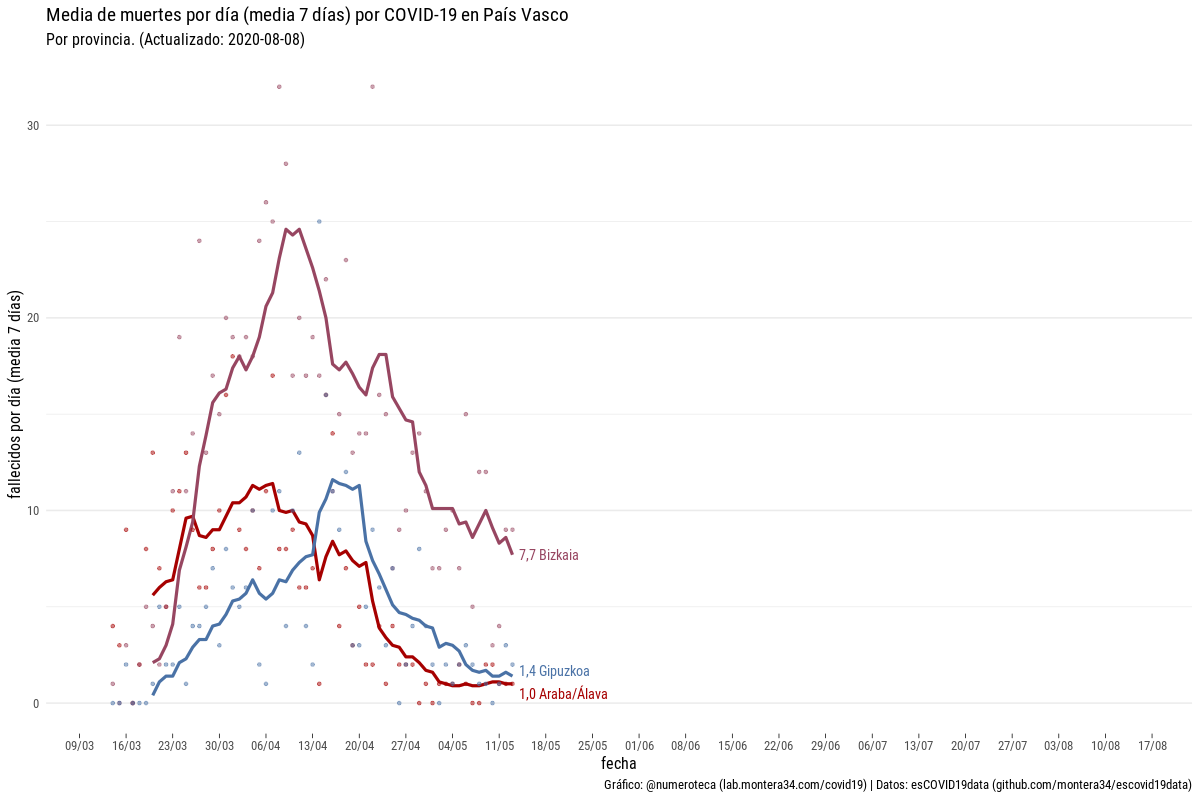 Media de muertes por día (media 7 días) por COVID-19 en País Vasco
Por provincia. (Actualizado: 2020-08-08)
fallecidos por día (media 7 días)
30
20
10
0
7,7 Bizkaia
1,4 Gipuzkoa
1,0 Araba/Álava
09/03 16/03 23/03 30/03 06/04 13/04 20/04 27/04 04/05 11/05 18/05 25/05 01/06 08/06 15/06 22/06 29/06 06/07 13/07 20/07 27/07 03/08 10/08 17/08
fecha
Gráfico: @numeroteca (lab.montera34.com/covid19) | Datos: esCOVID19data (github.com/montera34/escovid19data)